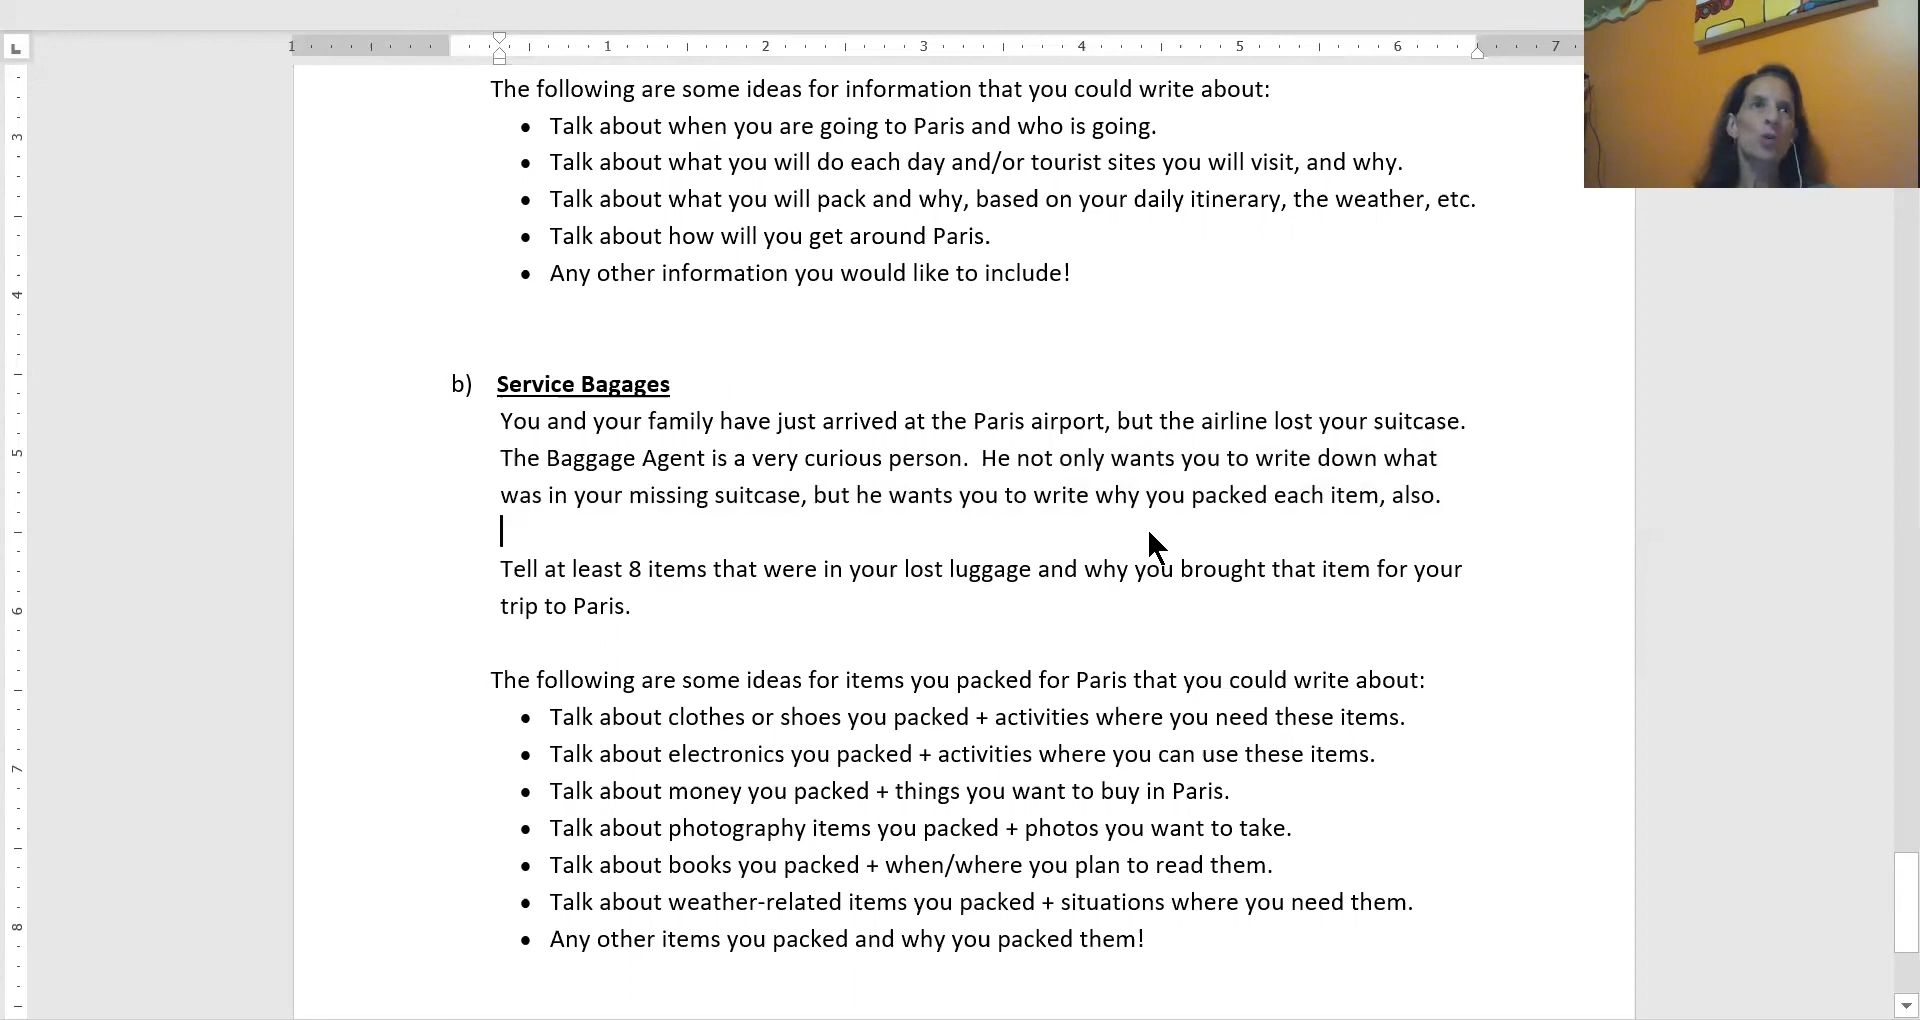 1 1 2 3 4 5 6 7
The following are some ideas for information that you could write about:
• Talk about when you are going to Paris and who is going.
• Talk about what you will do each day and/or tourist sites you will visit, and why.
• Talk about what you will pack and why, based on your daily itinerary, the weather, etc.
• Talk about how will you get around Paris.
• Any other information you would like to include!
b) Service Bagages
You and your family have just arrived at the Paris airport, but the airline lost your suitcase.
The Baggage Agent is a very curious person.  He not only wants you to write down what
was in your missing suitcase, but he wants you to write why you packed each item, also.
Tell at least 8 items that were in your lost luggage and why you brought that item for your
trip to Paris.
The following are some ideas for items you packed for Paris that you could write about:
• Talk about clothes or shoes you packed + activities where you need these items.
• Talk about electronics you packed + activities where you can use these items.
• Talk about money you packed + things you want to buy in Paris.
• Talk about photography items you packed + photos you want to take.
• Talk about books you packed + when/where you plan to read them.
• Talk about weather-related items you packed + situations where you need them.
• Any other items you packed and why you packed them!
3
4
5
6
7
8